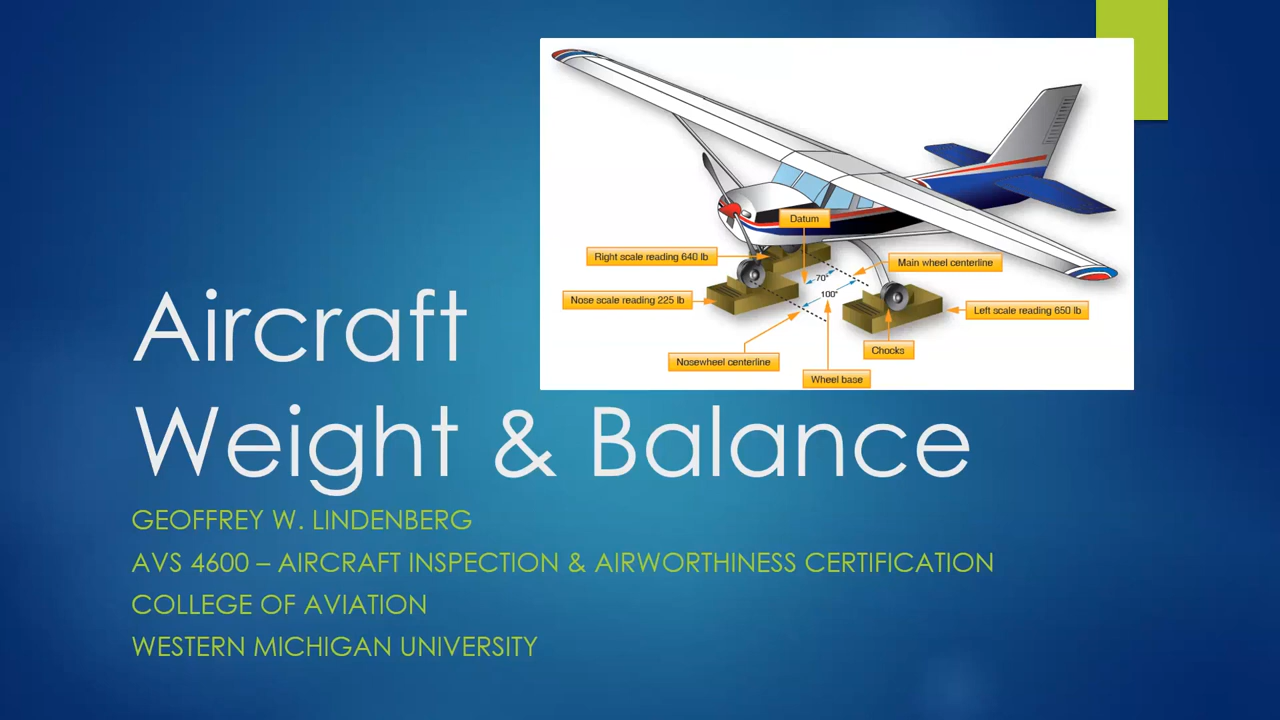 Datum
Right scale reading 640 lb
Main wheel centerline
70"
Nose scale reading 225 lb
100"
Left scale reading 650 lb
Chocks
Nosewheel centerline
Wheel base
Aircraft
Weight & Balance
GEOFFREY W. LINDENBERG
AVS 4600 – AIRCRAFT INSPECTION & AIRWORTHINESS CERTIFICATION
COLLEGE OF AVIATION
WESTERN MICHIGAN UNIVERSITY